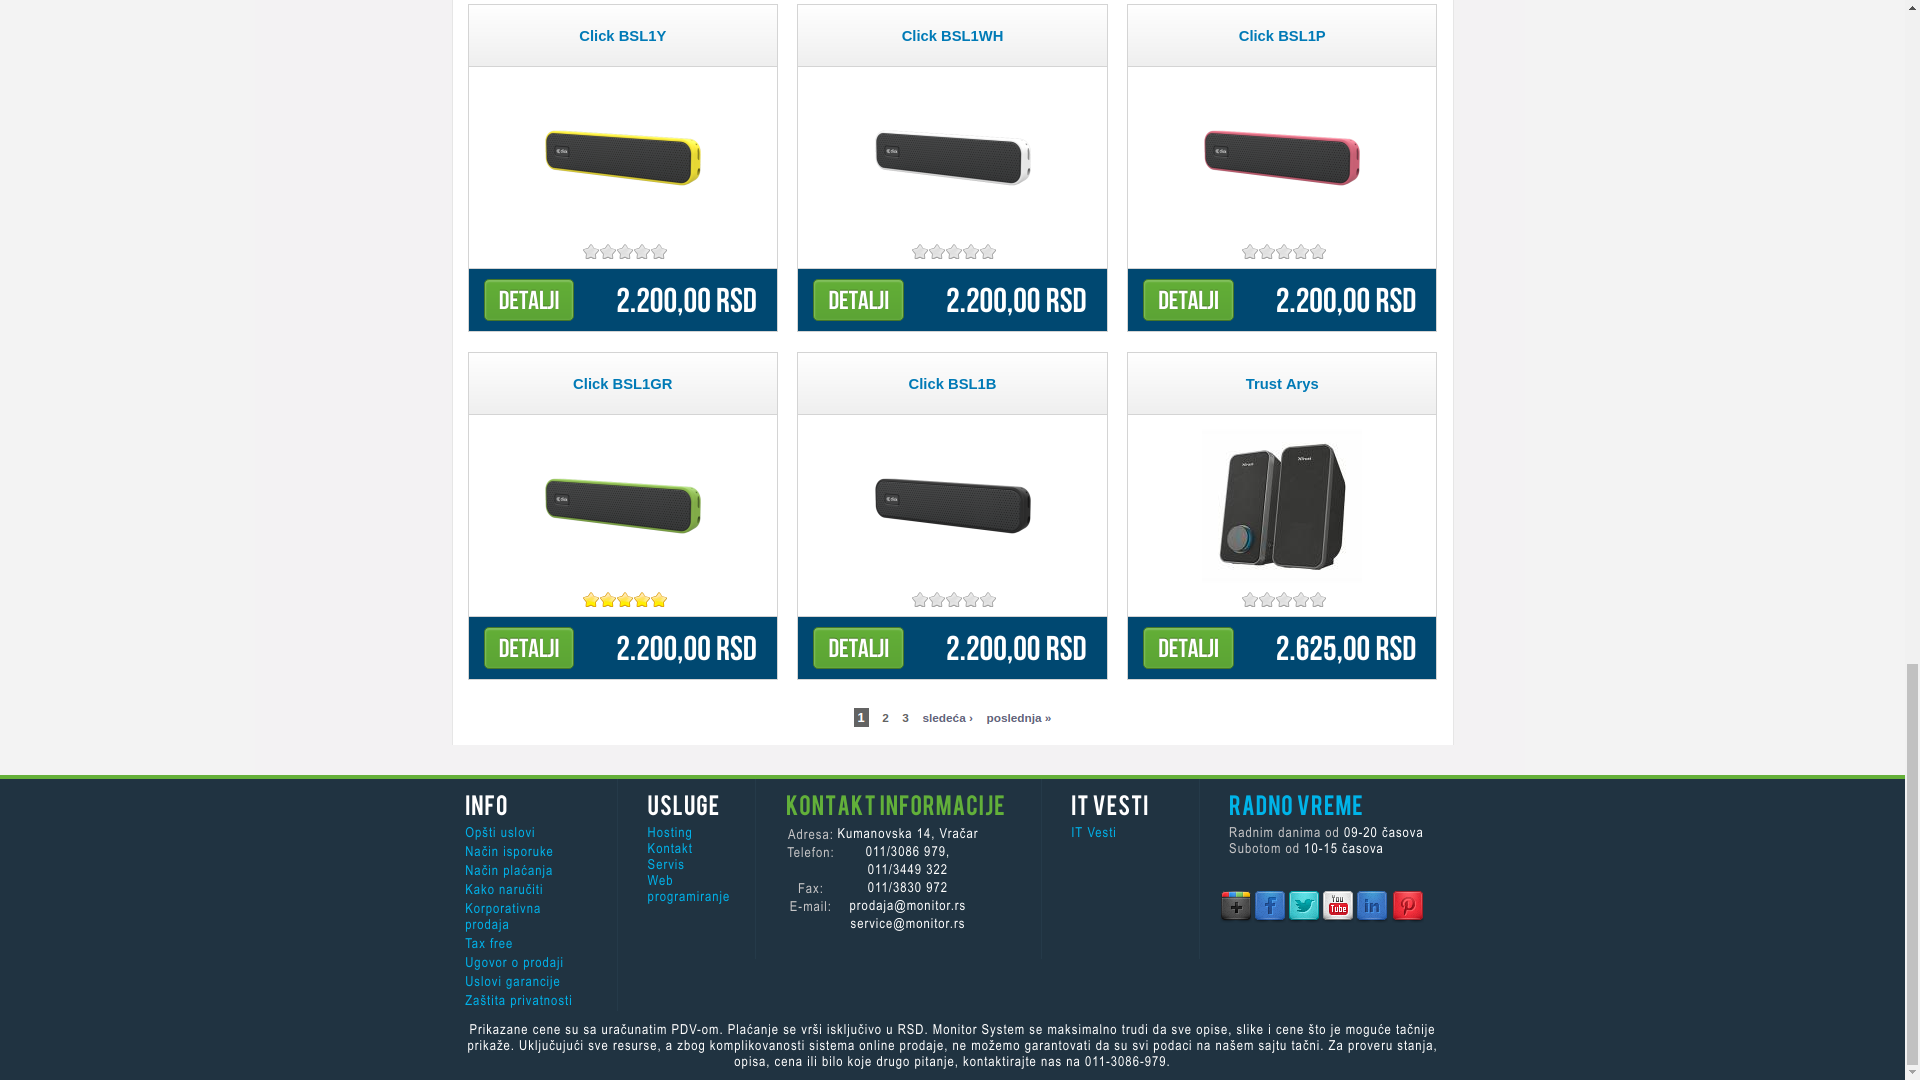 Click BSL1Y
Click BSL1WH
Click BSL1P
DETALJI 2.200,00 RSD
DETALJI 2.200,00 RSD
DETALJI 2.200,00 RSD
Click BSL1GR
Click BSL1B
Trust Arys
Trust
Trust
DETALJI 2.200,00 RSD
DETALJI 2.200,00 RSD
DETALJI 2.625,00 RSD
1 2 3 sledeća › poslednja »
INFO
Opšti uslovi
Način isporuke
Način plaćanja
Kako naručiti
Korporativna
prodaja
Tax free
Ugovor o prodaji
Uslovi garancije
Zaštita privatnosti
USLUGE
Hosting
Kontakt
Servis
Web
programiranje
KONTAKT INFORMACIJE
Adresa: Kumanovska 14, Vračar
Telefon: 011/3086 979,
011/3449 322
Fax: 011/3830 972
E-mail: prodaja@monitor.rs
service@monitor.rs
IT VESTI
IT Vesti
RADNO VREME
Radnim danima od 09-20 časova
Subotom od 10-15 časova
You
Tube
in
Prikazane cene su sa uračunatim PDV-om. Plaćanje se vrši isključivo u RSD. Monitor System se maksimalno trudi da sve opise, slike i cene što je moguće tačnije
prikaže. Uključujući sve resurse, a zbog komplikovanosti sistema online prodaje, ne možemo garantovati da su svi podaci na našem sajtu tačni. Za proveru stanja,
opisa, cena ili bilo koje drugo pitanje, kontaktirajte nas na 011-3086-979.